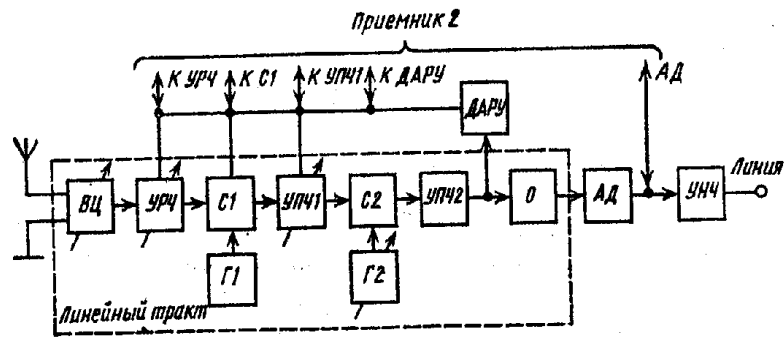 Приемник 2
К УРЧ
К С1
К УПЧ1
К ДАРУ
АД
ДАРУ
ВЦ
УРЧ
С1
УПЧ1
С2
УПЧ2
О
АД
УНЧ
Линия
Г1
Г2
Линейный тракт